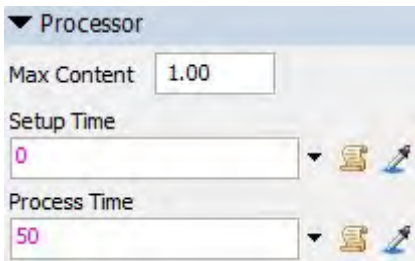 Processor
Max Content 1.00
Setup Time
0
Process Time
50